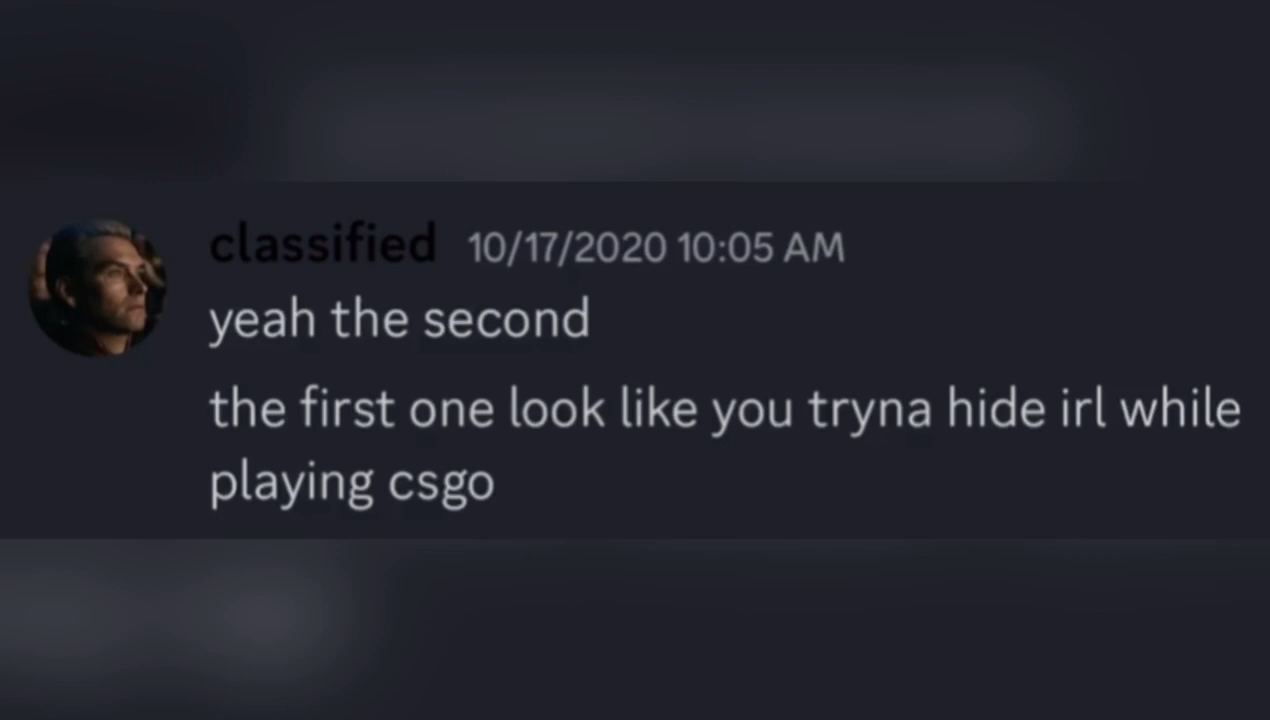 classified 10/17/2020 10:05 AM
yeah the second
the first one look like you tryna hide irl while
playing csgo